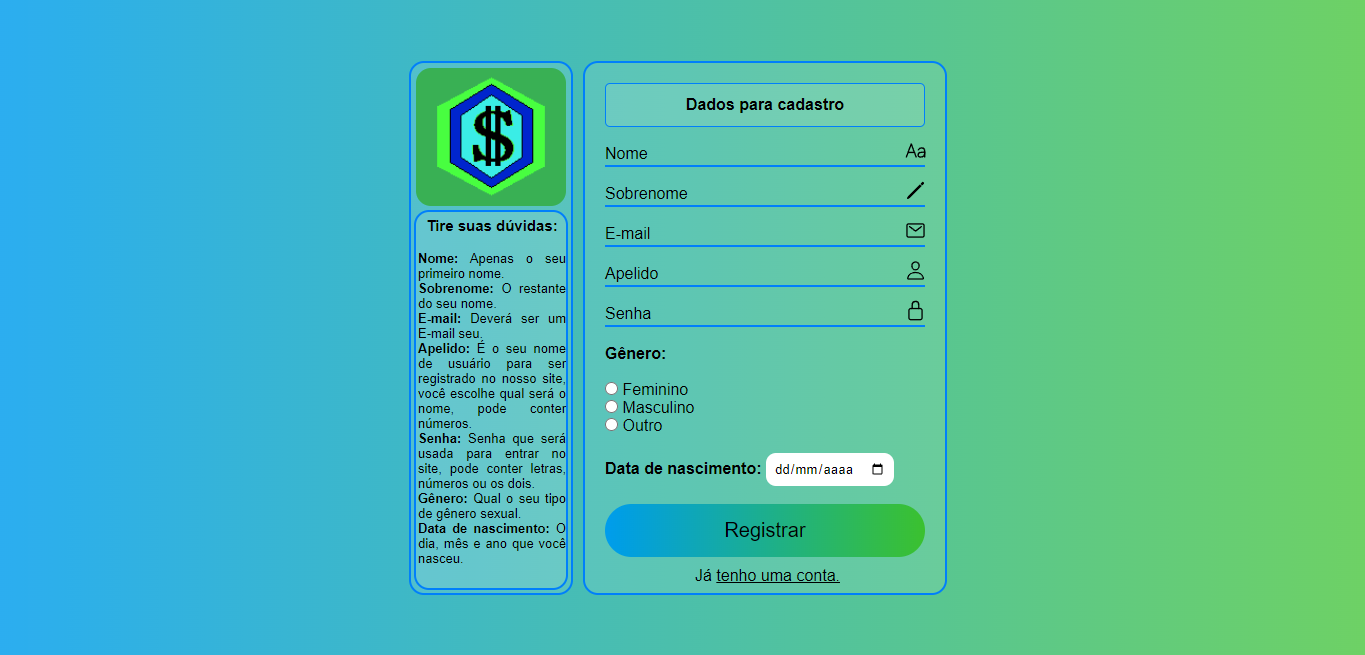 $
Tire suas dúvidas:
Nome: Apenas o seu
primeiro nome.
Sobrenome: O restante
do seu nome.
E-mail: Deverá ser um
E-mail seu.
Apelido: É o seu nome
de usuário para ser
registrado no nosso site,
você escolhe qual será o
nome, pode conter
números.
Senha: Senha que será
usada para entrar no
site, pode conter letras,
números ou os dois.
Gênero: Qual o seu tipo
de gênero sexual.
Data de nascimento: O
dia, mês e ano que você
nasceu.
Dados para cadastro
Nome Aa
Sobrenome
E-mail
Apelido
Senha
Gênero:
Feminino
Masculino
Outro
Data de nascimento: dd/mm/aaaa
Registrar
Já tenho uma conta.